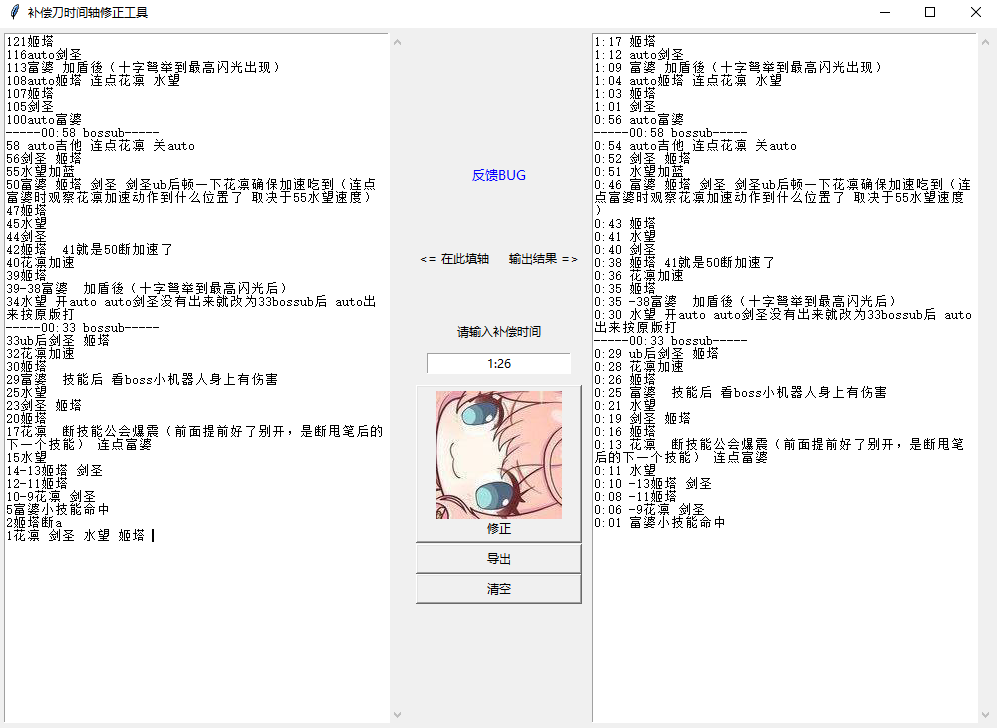 补偿刀时间轴修正工具
121姬塔
116auto剑圣
113富婆 加盾後（十字弩举到最高闪光出现）
108auto姬塔 连点花凛 水望
107姬塔
105剑圣
100auto富婆
-----00:58 bossub-----
58 auto吉他 连点花凛 关auto
56剑圣 姬塔
55水望加蓝
50富婆 姬塔 剑圣 剑圣ub后顿一下花凛确保加速吃到（连点
富婆时观察花凛加速动作到什么位置了 取决于55水望速度）
47姬塔
45水望
44剑圣
42姬塔  41就是50断加速了
40花凛加速
39姬塔
39-38富婆  加盾後（十字弩举到最高闪光后）
34水望 开auto auto剑圣没有出来就改为33bossub后 auto出
来按原版打
-----00:33 bossub-----
33ub后剑圣 姬塔
32花凛加速
30姬塔
29富婆  技能后 看boss小机器人身上有伤害
25水望
23剑圣 姬塔
20姬塔
17花凛  断技能公会爆震（前面提前好了别开，是断甩笔后的
下一个技能） 连点富婆
15水望
14-13姬塔 剑圣
12-11姬塔
10-9花凛 剑圣
5富婆小技能命中
2姬塔断a
1花凛 剑圣 水望 姬塔
反馈BUG
<= 在此填轴
输出结果 =>
请输入补偿时间
1:26
修正
导出
清空
1:17 姬塔
1:12 auto剑圣
1:09 富婆 加盾後（十字弩举到最高闪光出现）
1:04 auto姬塔 连点花凛 水望
1:03 姬塔
1:01 剑圣
0:56 auto富婆
-----00:58 bossub-----
0:54 auto吉他 连点花凛 关auto
0:52 剑圣 姬塔
0:51 水望加蓝
0:46 富婆 姬塔 剑圣 剑圣ub后顿一下花凛确保加速吃到（连
点富婆时观察花凛加速动作到什么位置了 取决于55水望速度
）
0:43 姬塔
0:41 水望
0:40 剑圣
0:38 姬塔 41就是50断加速了
0:36 花凛加速
0:35 姬塔
0:35 -38富婆  加盾後（十字弩举到最高闪光后）
0:30 水望 开auto auto剑圣没有出来就改为33bossub后 auto
出来按原版打
-----00:33 bossub-----
0:29 ub后剑圣 姬塔
0:28 花凛加速
0:26 姬塔
0:25 富婆  技能后 看boss小机器人身上有伤害
0:21 水望
0:19 剑圣 姬塔
0:16 姬塔
0:13 花凛  断技能公会爆震（前面提前好了别开，是断甩笔
后的下一个技能） 连点富婆
0:11 水望
0:10 -13姬塔 剑圣
0:08 -11姬塔
0:06 -9花凛 剑圣
0:01 富婆小技能命中